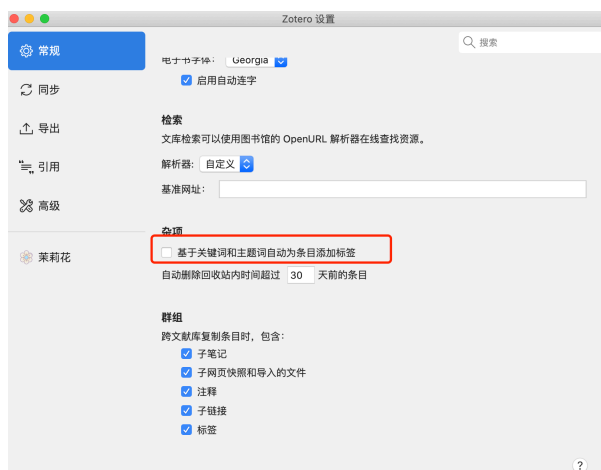 Zotero 设置
常规
搜索
同步
导出
引用
高级
茉莉花
电子书字体: Georgia
启用自动连字
检索
文库检索可以使用图书馆的 OpenURL 解析器在线查找资源。
解析器: 自定义
基准网址:
杂项
基于关键词和主题词自动为条目添加标签
自动删除回收站内时间超过 30 天前的条目
群组
跨文献库复制条目时，包含:
子笔记
子网页快照和导入的文件
注释
子链接
标签
?